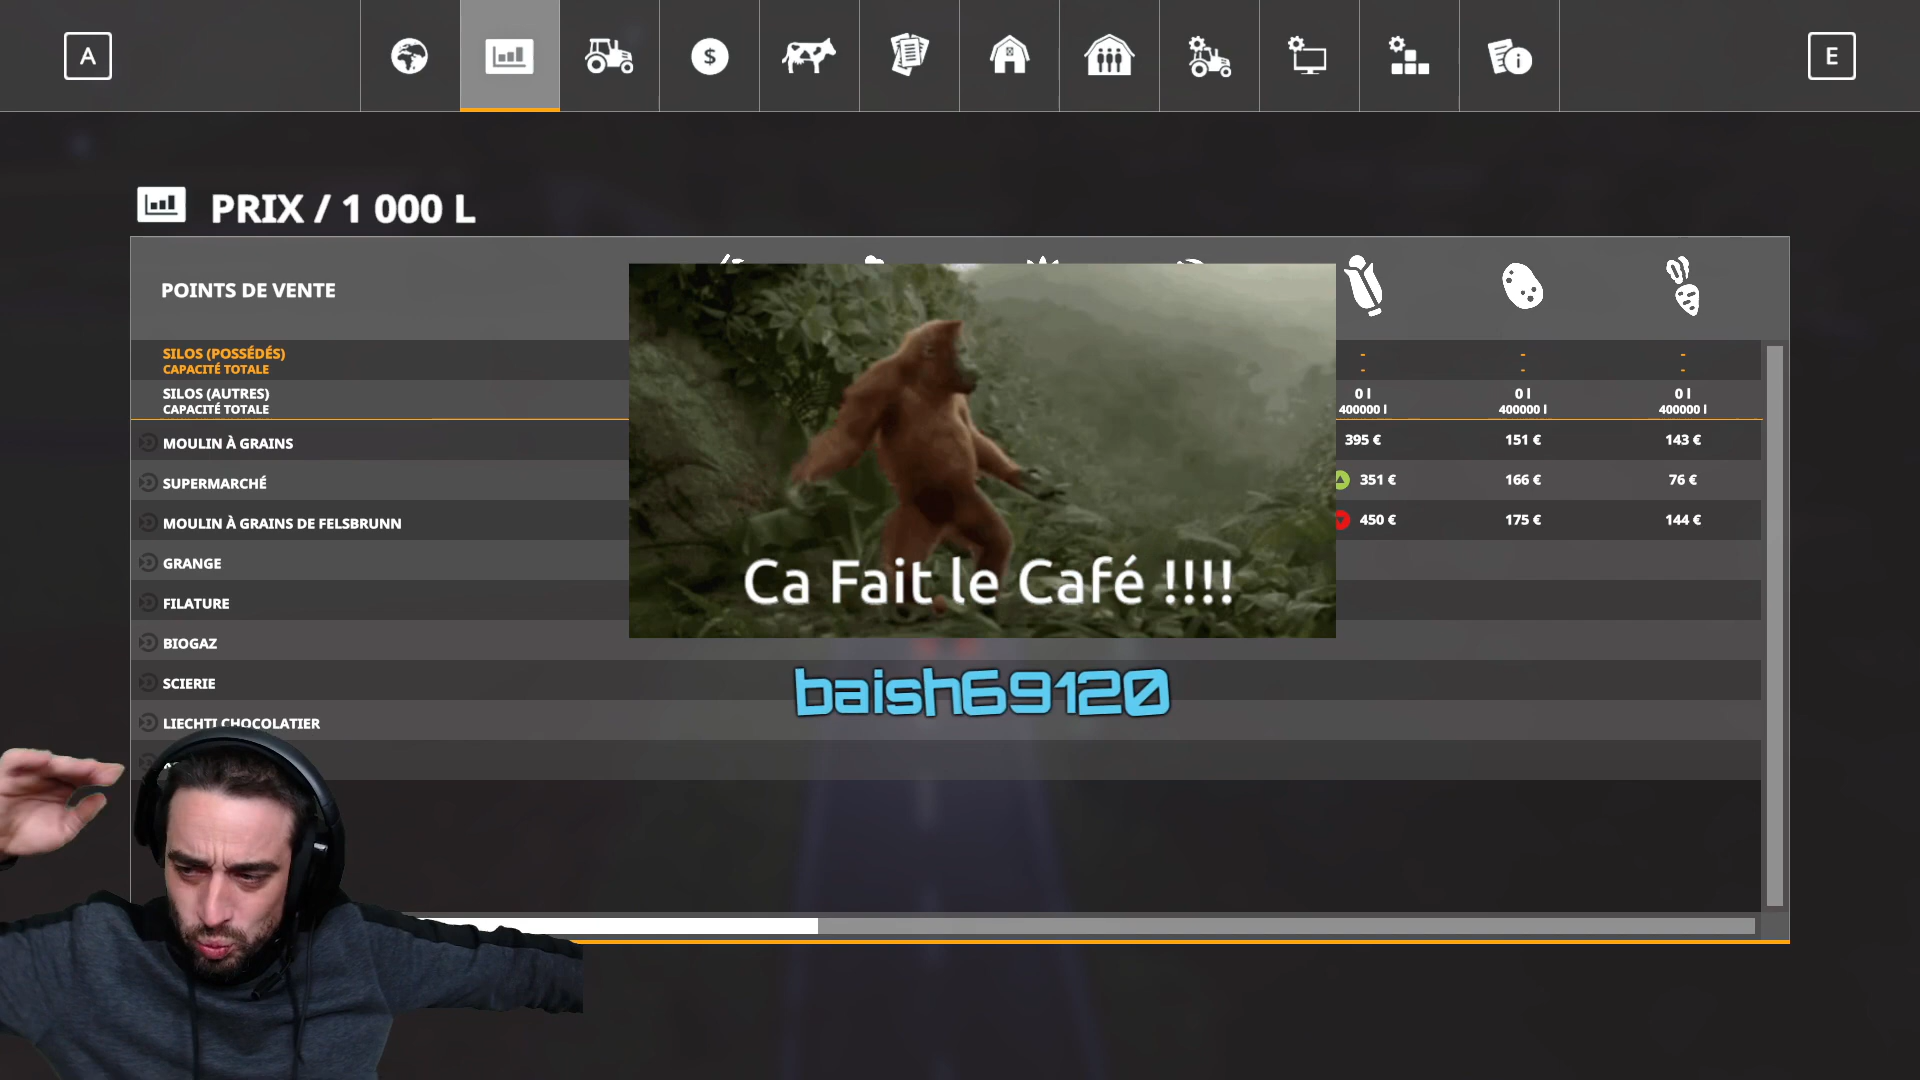 A
E
PRIX / 1 000 L
POINTS DE VENTE
SILOS (POSSÉDÉS)
CAPACITÉ TOTALE
- - -
- - -
SILOS (AUTRES)
CAPACITÉ TOTALE
0 l 0 l 0 l
400000 l 400000 l 400000 l
MOULIN À GRAINS 395 € 151 € 143 €
SUPERMARCHÉ 351 € 166 € 76 €
MOULIN À GRAINS DE FELSBRUNN 450 € 175 € 144 €
GRANGE
FILATURE
BIOGAZ
SCIERIE
LIECHTI CHOCOLATIER
Ca Fait le Café !!!!
baish69120